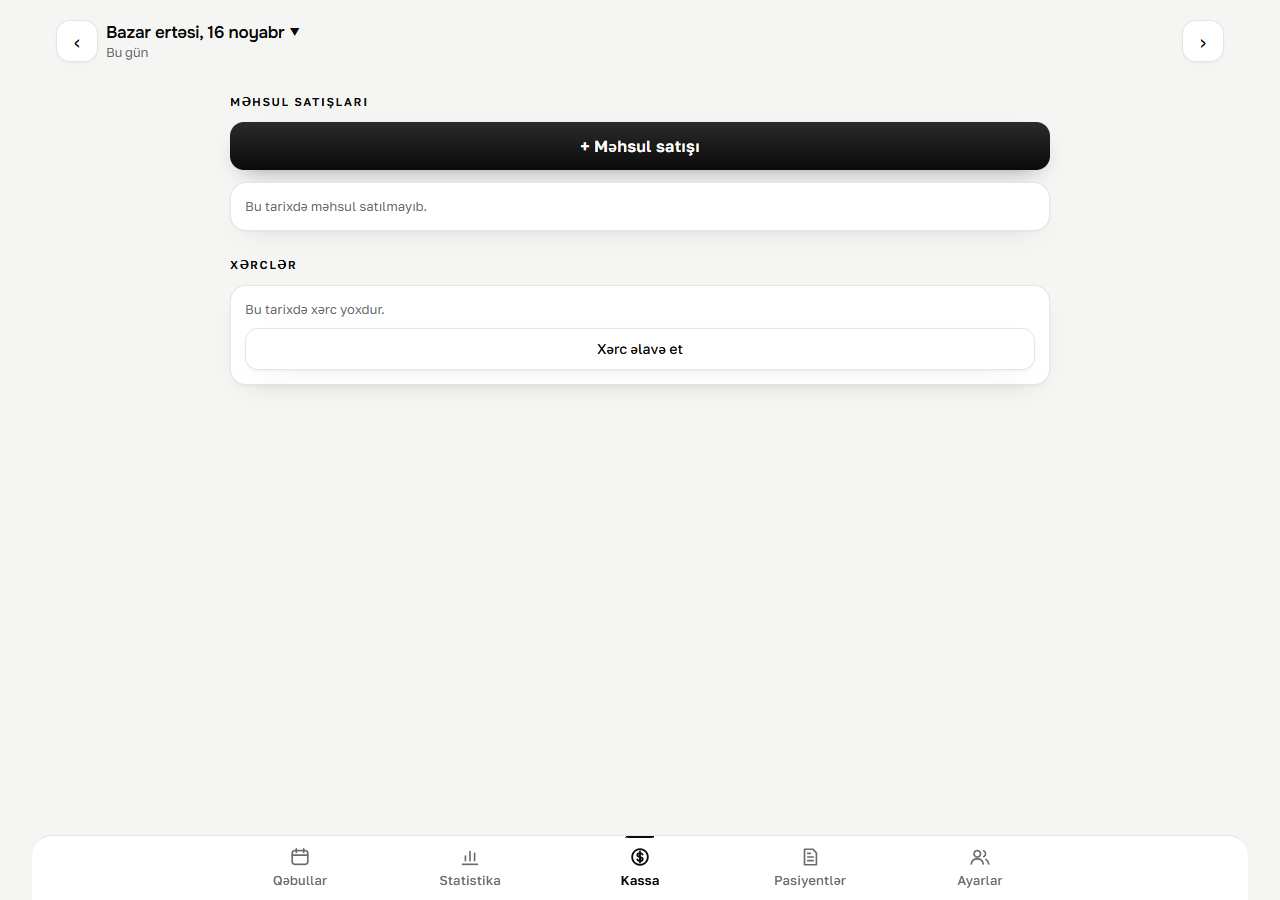 ‹
Bazar ertəsi, 16 noyabr ▼
Bu gün
›
MƏHSUL SATIŞLARI
+ Məhsul satışı
Bu tarixdə məhsul satılmayıb.
XƏRCLƏR
Bu tarixdə xərc yoxdur.
Xərc əlavə et
Qəbullar
Statistika
Kassa
Pasiyentlər
Ayarlar